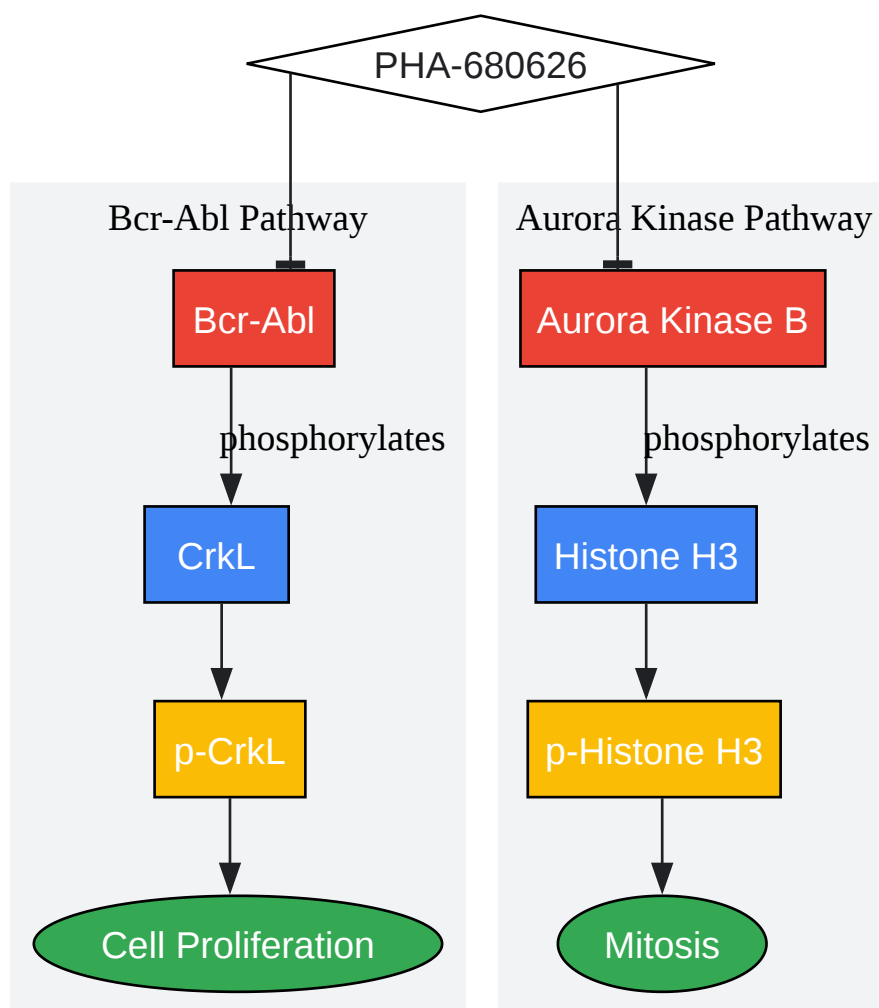 PHA-680626
Bcr-Abl Pathway
Aurora Kinase Pathway
Bcr-Abl
Aurora Kinase B
phosphorylates
phosphorylates
CrkL
Histone H3
p-CrkL
p-Histone H3
Cell Proliferation
Mitosis